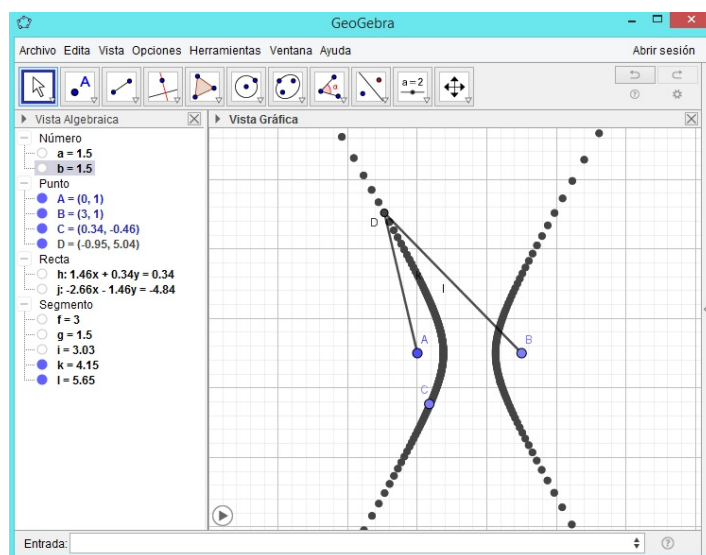 GeoGebra
Archivo Edita Vista Opciones Herramientas Ventana Ayuda
Abrir sesión
A
α
a = 2
Vista Algebraica
Vista Gráfica
Número
a = 1.5
b = 1.5
Punto
A = (0, 1)
B = (3, 1)
C = (0.34, -0.46)
D = (-0.95, 5.04)
Recta
h: 1.46x + 0.34y = 0.34
j: -2.66x - 1.46y = -4.84
Segmento
f = 3
g = 1.5
i = 3.03
k = 4.15
l = 5.65
D
k
l
A
B
C
Entrada: